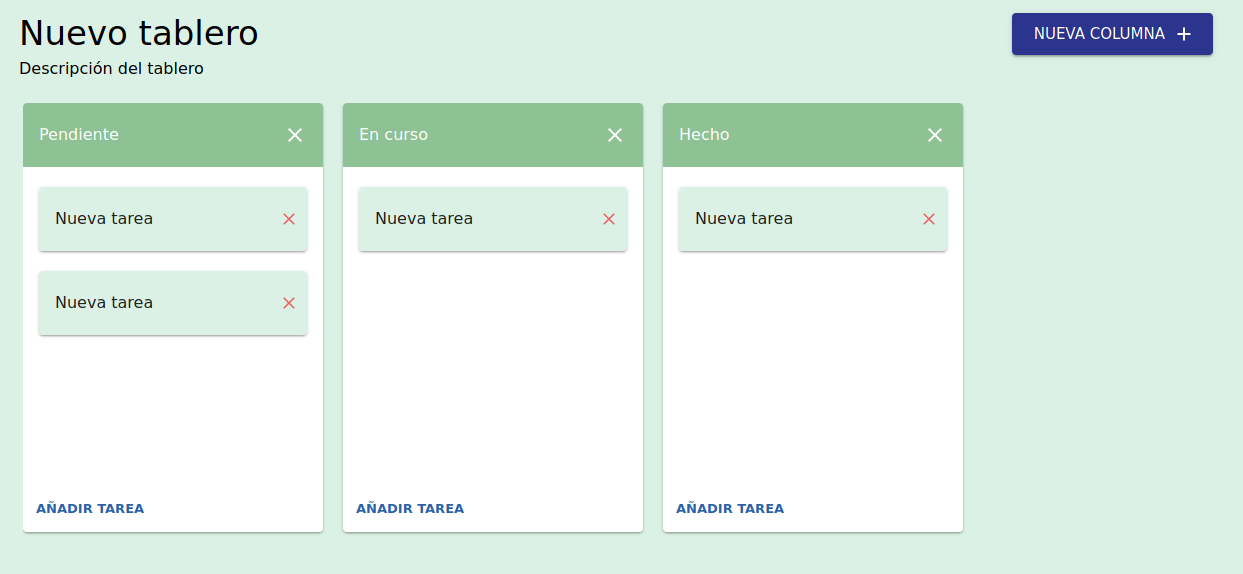 Nuevo tablero
NUEVA COLUMNA
Descripción del tablero
Pendiente
Nueva tarea
Nueva tarea
AÑADIR TAREA
En curso
Nueva tarea
AÑADIR TAREA
Hecho
Nueva tarea
AÑADIR TAREA